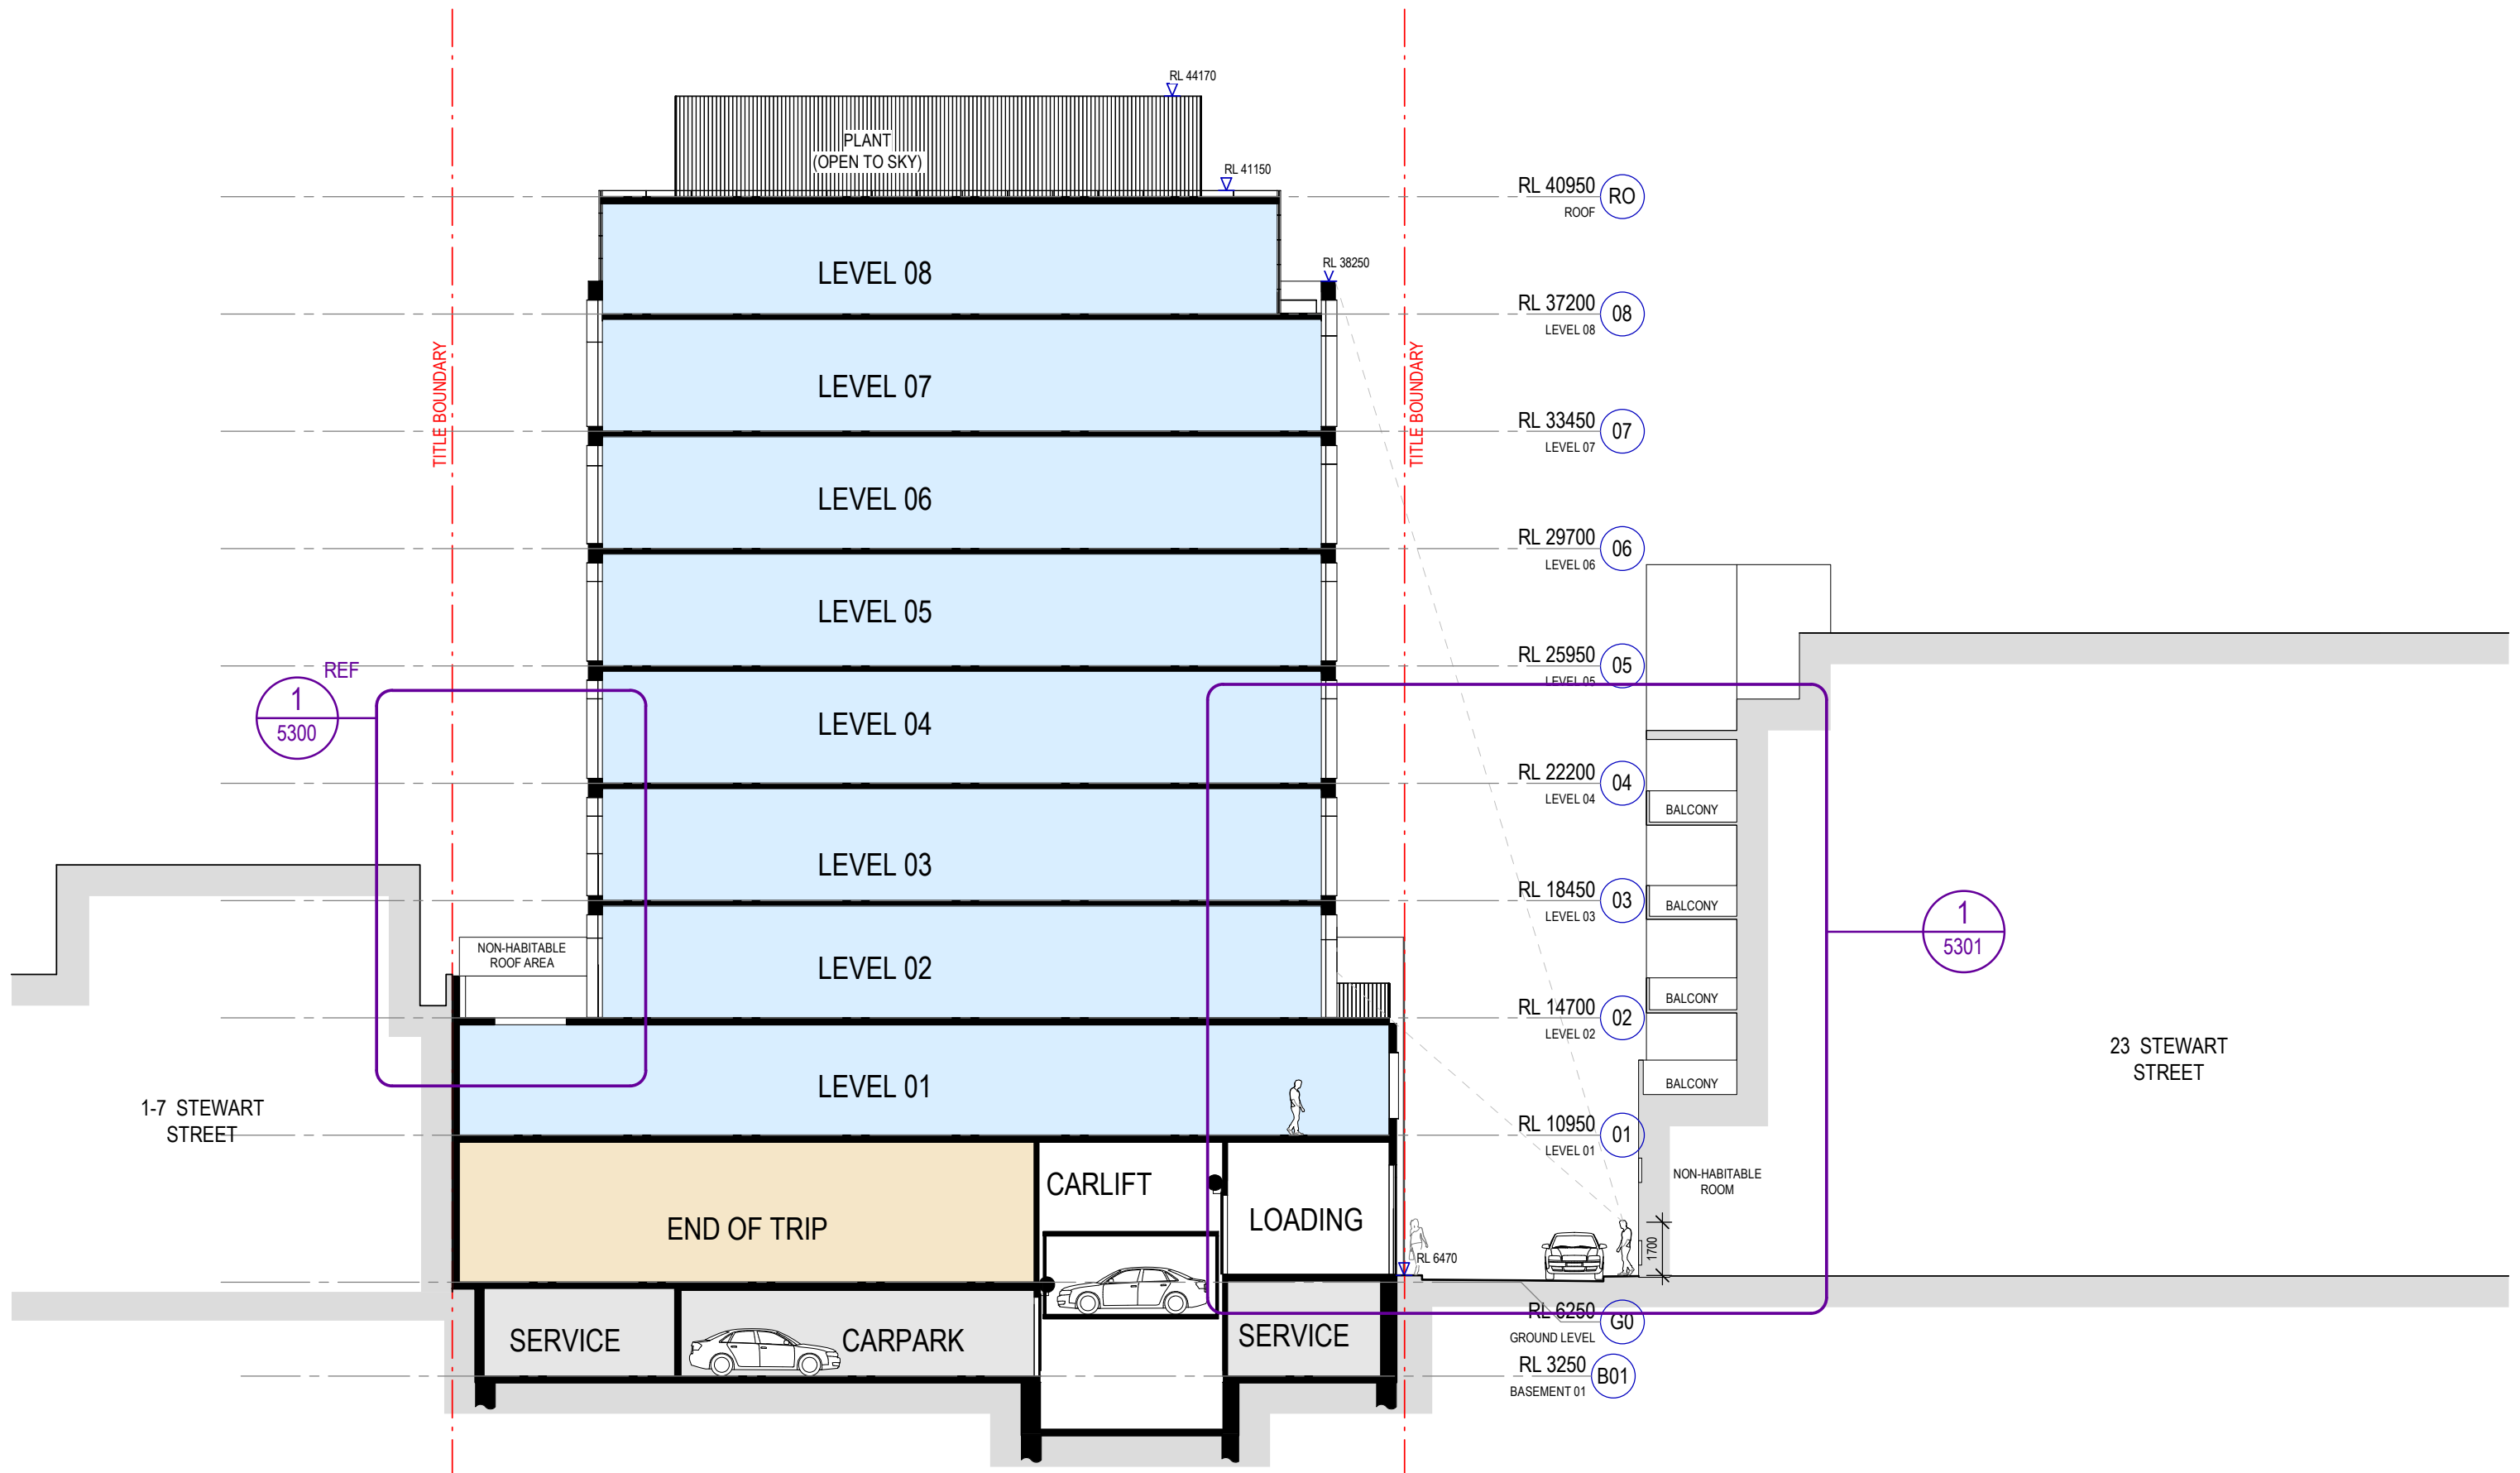 RL 44170
PLANT
(OPEN TO SKY)
RL 41150
RL 40950
RO
ROOF
LEVEL 08
RL 38250
RL 37200
08
LEVEL 08
TITLE BOUNDARY
TITLE BOUNDARY
LEVEL 07
RL 33450
07
LEVEL 07
LEVEL 06
RL 29700
06
LEVEL 06
LEVEL 05
RL 25950
05
LEVEL 05
REF
1
5300
LEVEL 04
RL 22200
04
LEVEL 04
BALCONY
LEVEL 03
RL 18450
03
LEVEL 03
BALCONY
1
5301
NON-HABITABLE
ROOF AREA
LEVEL 02
RL 14700
02
LEVEL 02
BALCONY
23 STEWART
STREET
LEVEL 01
BALCONY
1-7 STEWART
STREET
RL 10950
01
LEVEL 01
NON-HABITABLE
ROOM
CARLIFT
END OF TRIP
LOADING
RL 6470
1700
RL 6250
G0
GROUND LEVEL
SERVICE
CARPARK
SERVICE
RL 3250
B01
BASEMENT 01